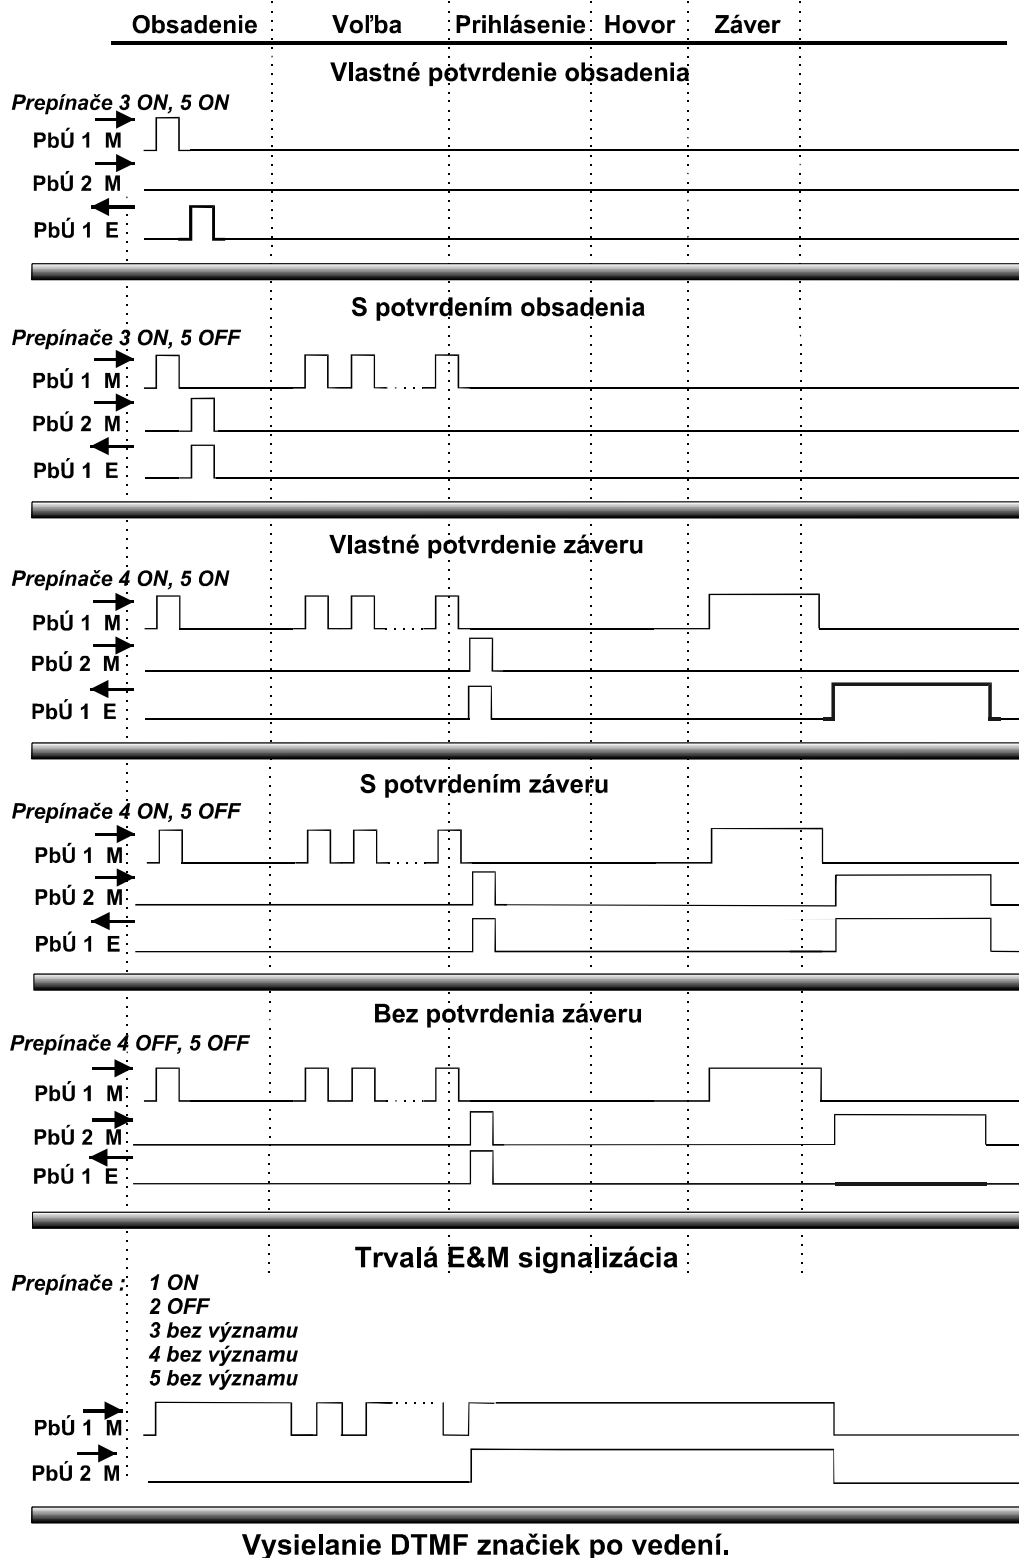 Obsadenie Voľba Prihlásenie Hovor Záver
Vlastné potvrdenie obsadenia
Prepínače 3 ON, 5 ON
PbÚ 1 M
PbÚ 2 M
PbÚ 1 E
S potvrdením obsadenia
Prepínače 3 ON, 5 OFF
PbÚ 1 M
PbÚ 2 M
PbÚ 1 E
Vlastné potvrdenie záveru
Prepínače 4 ON, 5 ON
PbÚ 1 M
PbÚ 2 M
PbÚ 1 E
S potvrdením záveru
Prepínače 4 ON, 5 OFF
PbÚ 1 M
PbÚ 2 M
PbÚ 1 E
Bez potvrdenia záveru
Prepínače 4 OFF, 5 OFF
PbÚ 1 M
PbÚ 2 M
PbÚ 1 E
Trvalá E&M signalizácia
Prepínače : 1 ON
2 OFF
3 bez významu
4 bez významu
5 bez významu
PbÚ 1 M
PbÚ 2 M
Vysielanie DTMF značiek po vedení.